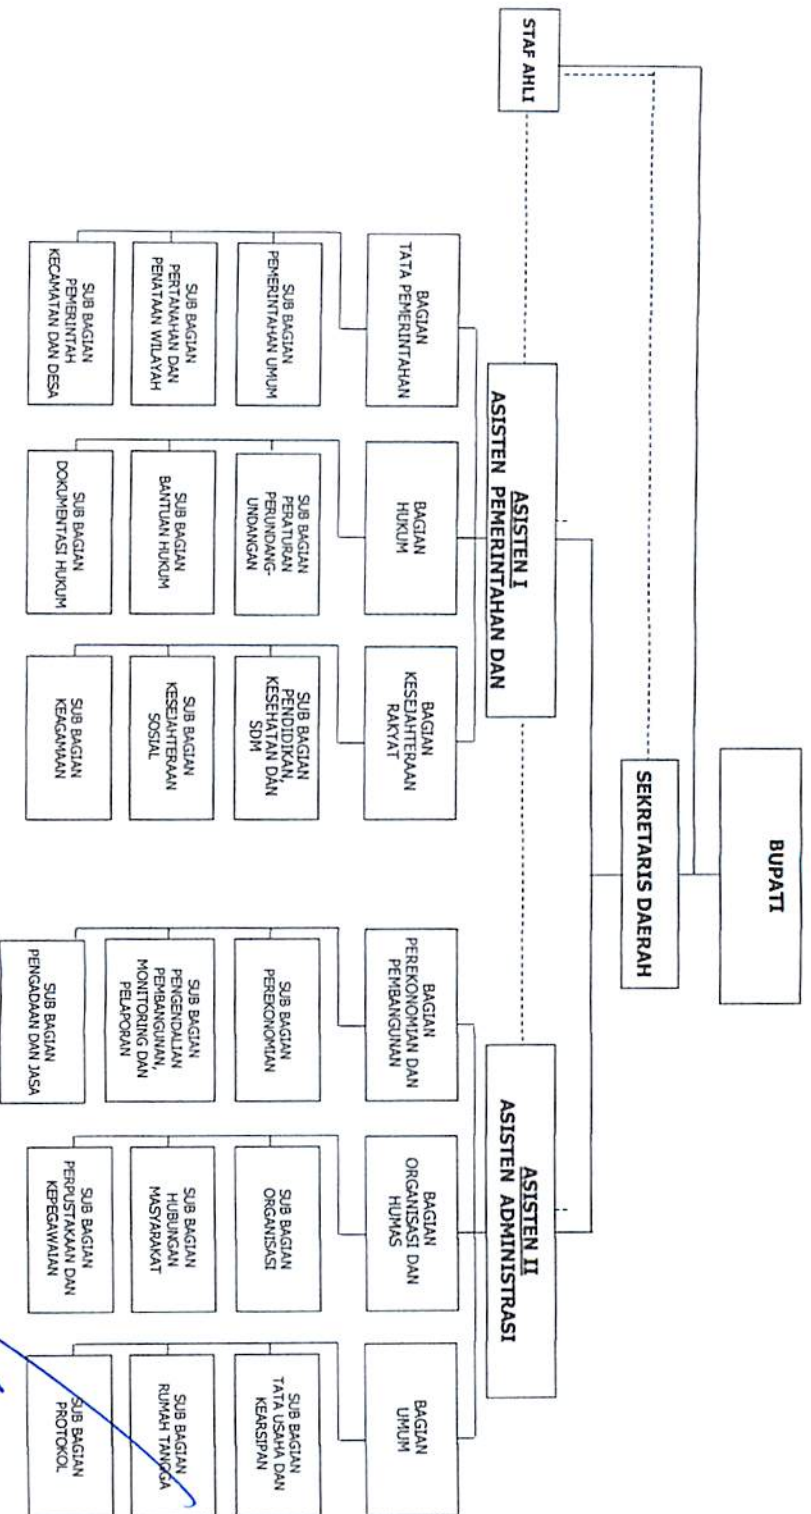 BUPATI
SEKRETARIS DAERAH
STAF AHLI
ASISTEN I
ASISTEN PEMERINTAHAN DAN
ASISTEN II
ASISTEN ADMINISTRASI
BAGIAN
TATA PEMERINTAHAN
BAGIAN
HUKUM
BAGIAN
KESEJAHTERAAN
RAKYAT
BAGIAN
PEREKONOMIAN DAN
PEMBANGUNAN
BAGIAN
ORGANISASI DAN
HUMAS
BAGIAN
UMUM
SUB BAGIAN
PEMERINTAHAN UMUM
SUB BAGIAN
PERATURAN
PERUNDANG-
UNDANGAN
SUB BAGIAN
PENDIDIKAN,
KESEHATAN DAN
SDM
SUB BAGIAN
PEREKONOMIAN
SUB BAGIAN
ORGANISASI
SUB BAGIAN
TATA USAHA DAN
KEARSIPAN
SUB BAGIAN
PERTANAHAN DAN
PENATAAN WILAYAH
SUB BAGIAN
BANTUAN HUKUM
SUB BAGIAN
KESEJAHTERAAN
SOSIAL
SUB BAGIAN
PENGENDALIAN
PEMBANGUNAN,
MONITORING DAN
PELAPORAN
SUB BAGIAN
HUBUNGAN
MASYARAKAT
SUB BAGIAN
RUMAH TANGGA
SUB BAGIAN
PEMERINTAH
KECAMATAN DAN DESA
SUB BAGIAN
DOKUMENTASI HUKUM
SUB BAGIAN
KEAGAMAAN
SUB BAGIAN
PENGADAAN DAN JASA
SUB BAGIAN
PERPUSTAKAAN DAN
KEPEGAWAIAN
SUB BAGIAN
PROTOKOL